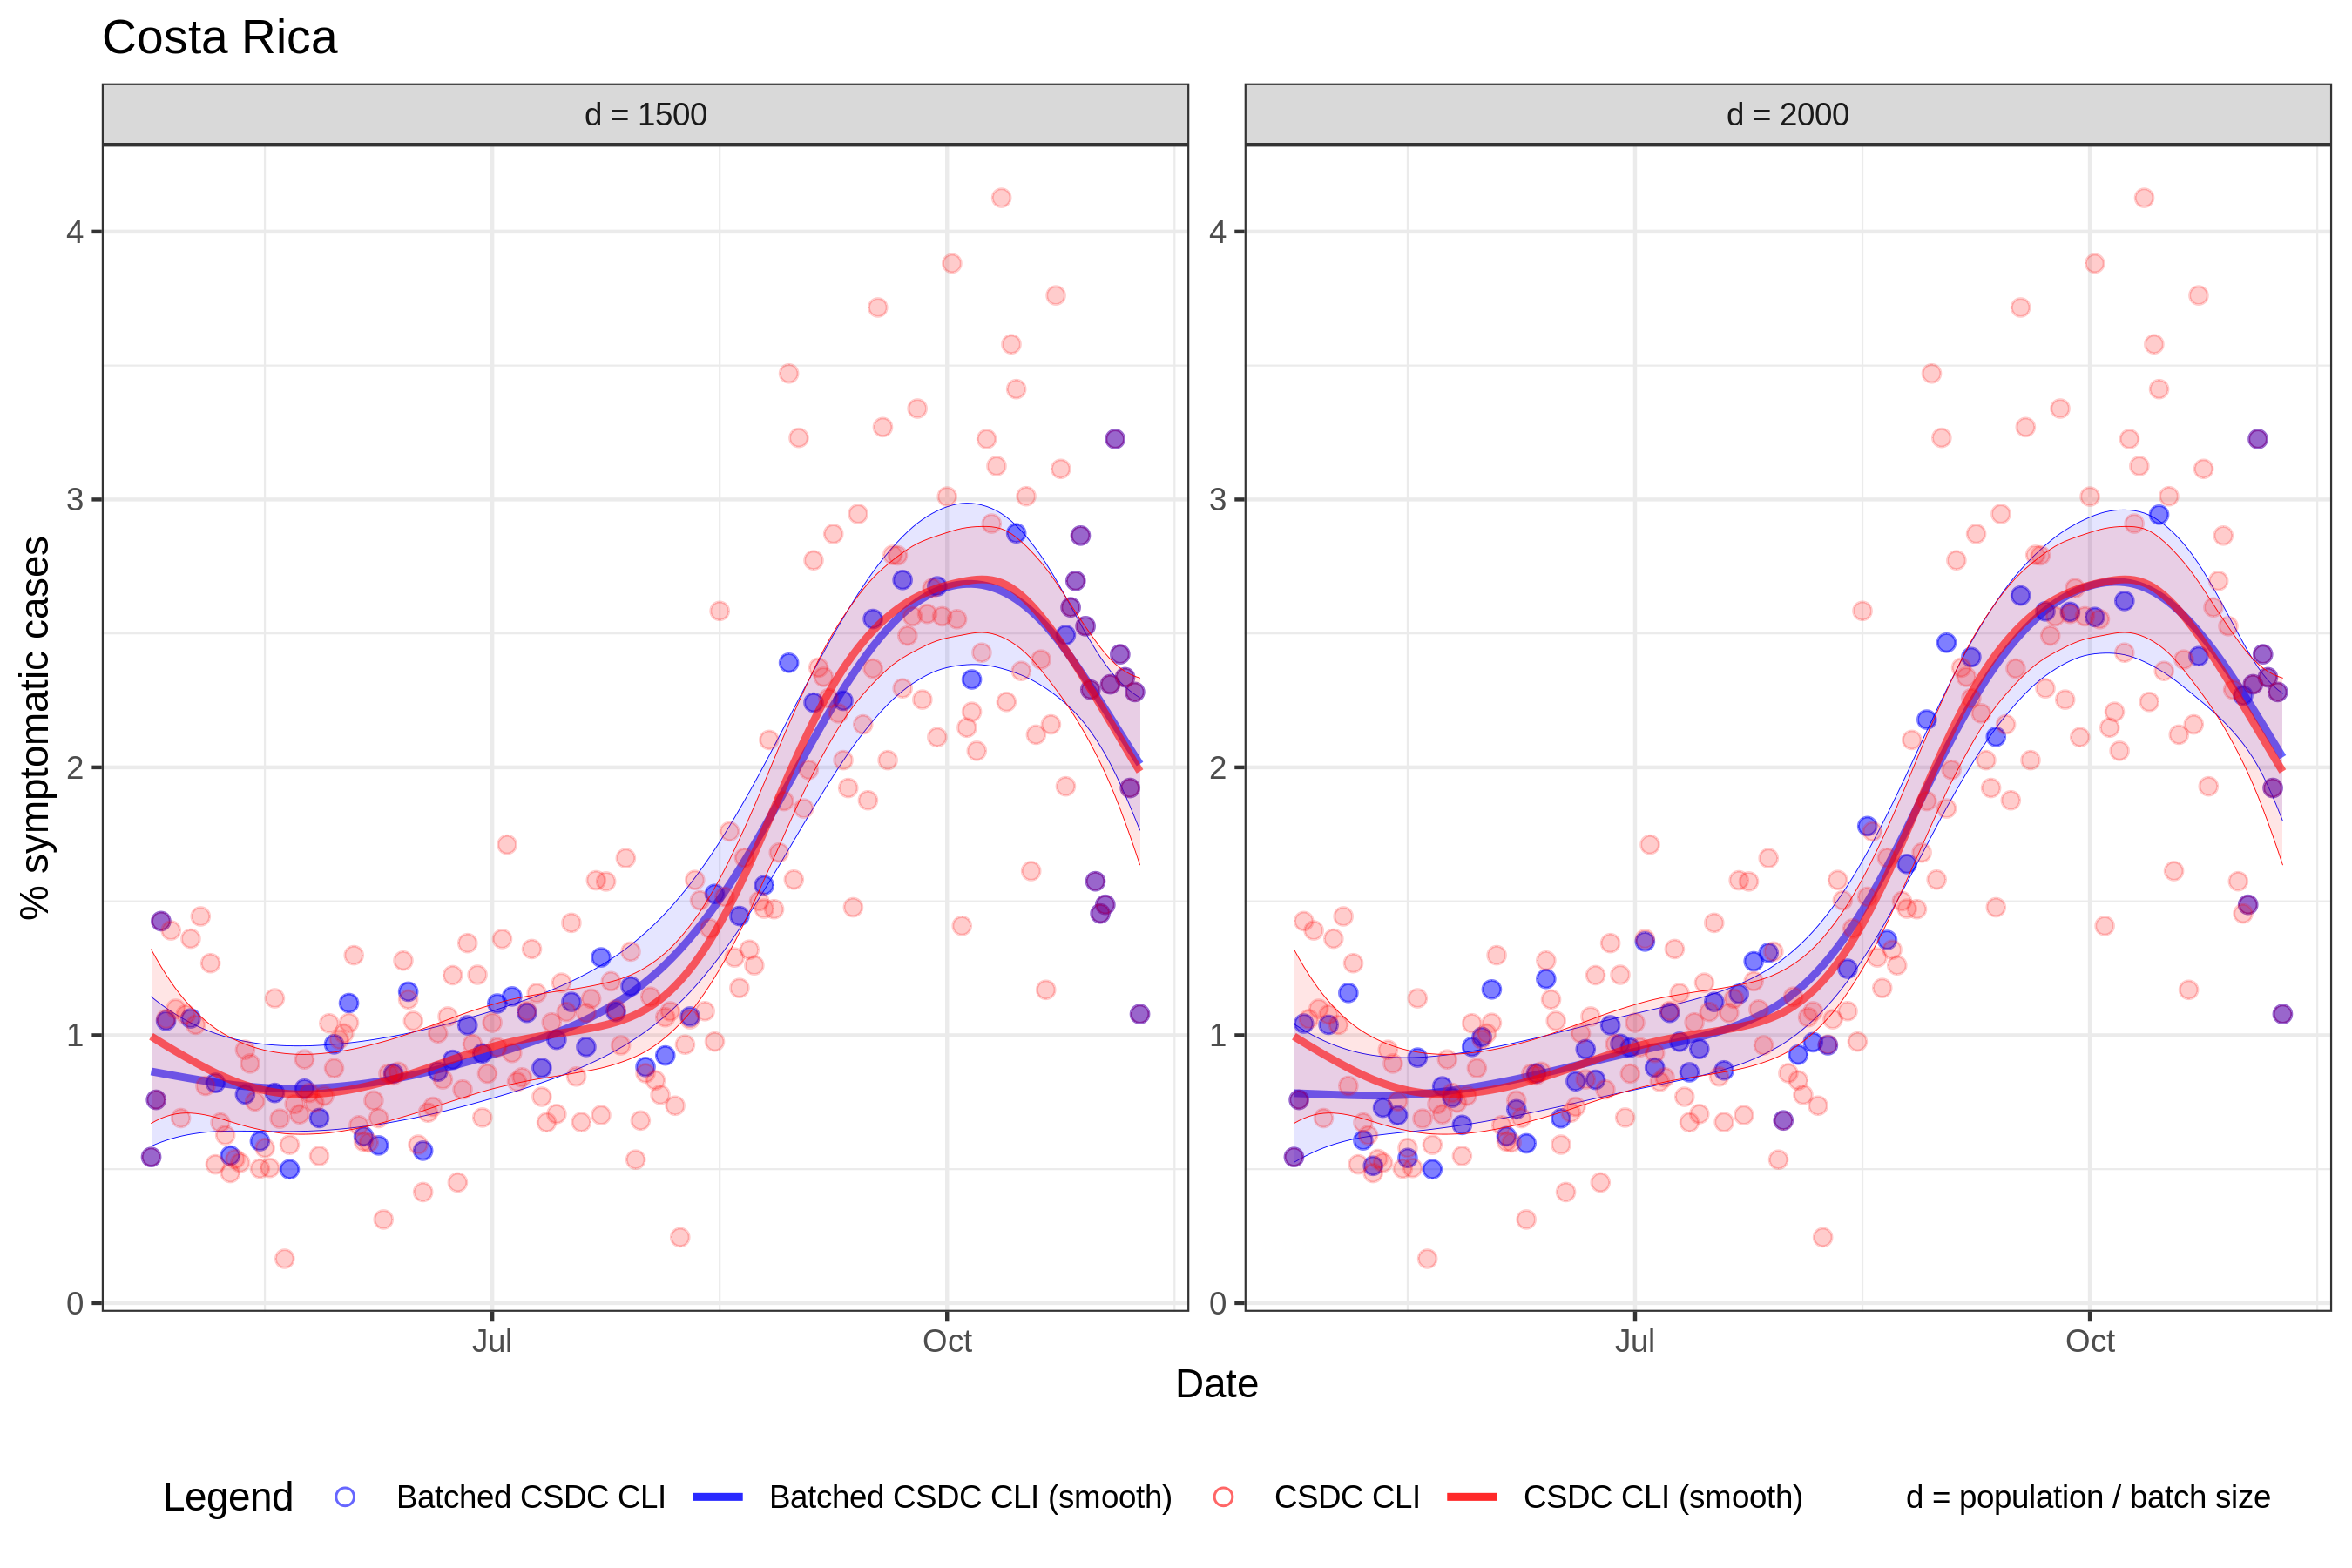 Costa Rica
d = 1500
d = 2000
% symptomatic cases
4
3
2
1
0
4
3
2
1
0
Jul
Oct
Jul
Oct
Date
Legend
Batched CSDC CLI
Batched CSDC CLI (smooth)
CSDC CLI
CSDC CLI (smooth)
d = population / batch size